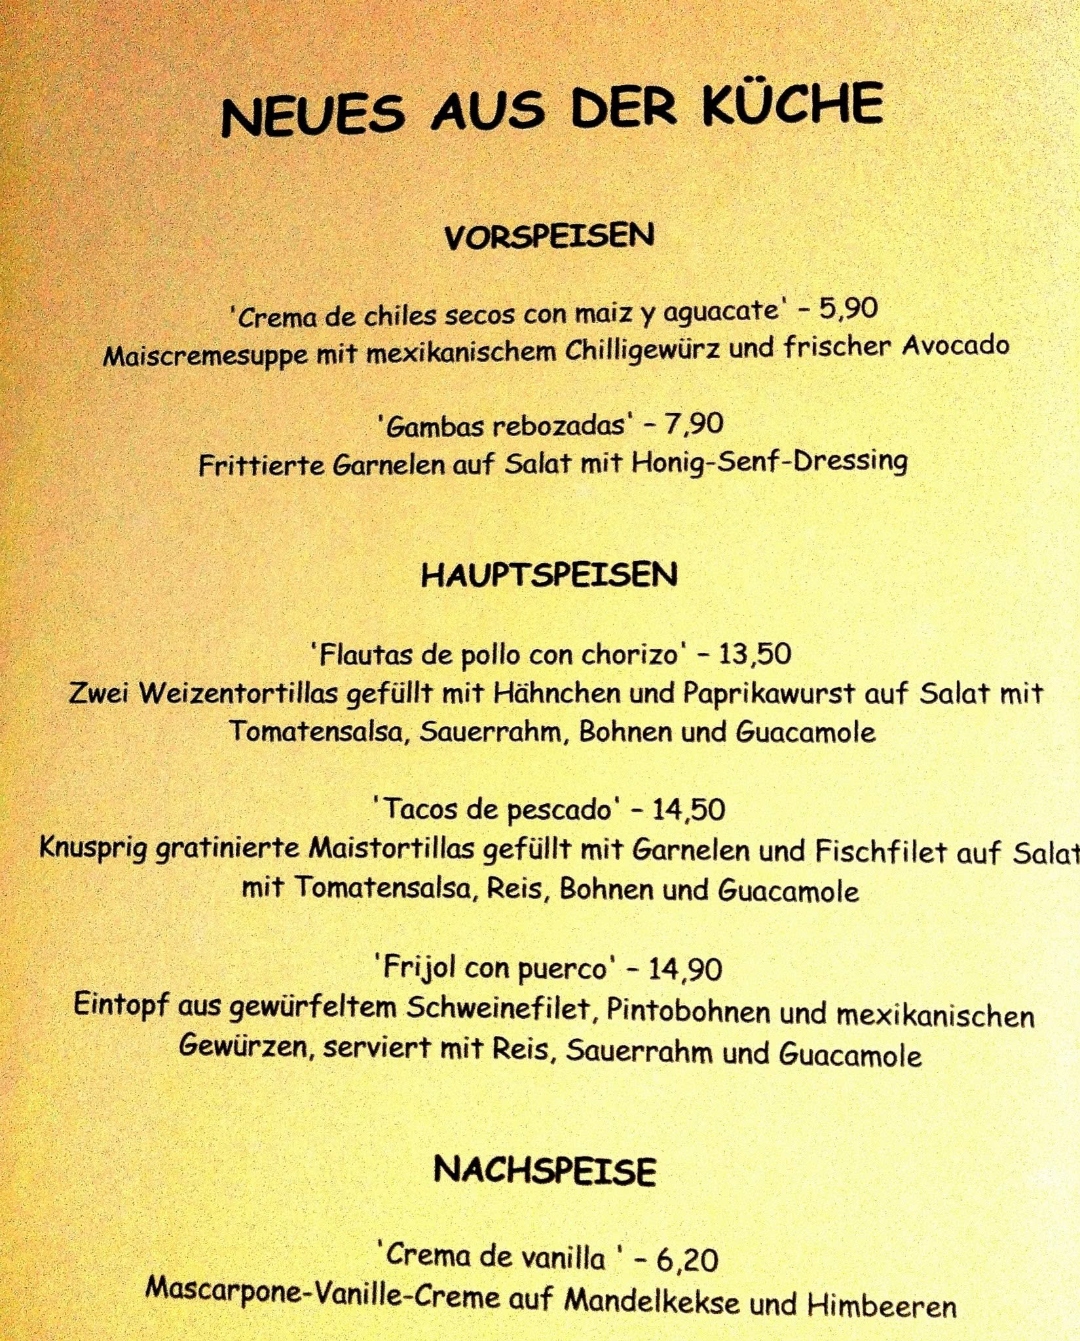 NEUES AUS DER KÜCHE
VORSPEISEN
'Crema de chiles secos con maiz y aguacate' - 5,90
Maiscremesuppe mit mexikanischem Chilligewürz und frischer Avocado
'Gambas rebozadas' - 7,90
Frittierte Garnelen auf Salat mit Honig-Senf-Dressing
HAUPTSPEISEN
'Flautas de pollo con chorizo' - 13,50
Zwei Weizentortillas gefüllt mit Hähnchen und Paprikawurst auf Salat mit
Tomatensalsa, Sauerrahm, Bohnen und Guacamole
'Tacos de pescado' - 14,50
Knusprig gratinierte Maistortillas gefüllt mit Garnelen und Fischfilet auf Salat
mit Tomatensalsa, Reis, Bohnen und Guacamole
'Frijol con puerco' - 14,90
Eintopf aus gewürfeltem Schweinefilet, Pintobohnen und mexikanischen
Gewürzen, serviert mit Reis, Sauerrahm und Guacamole
NACHSPEISE
'Crema de vanilla ' - 6,20
Mascarpone-Vanille-Creme auf Mandelkekse und Himbeeren